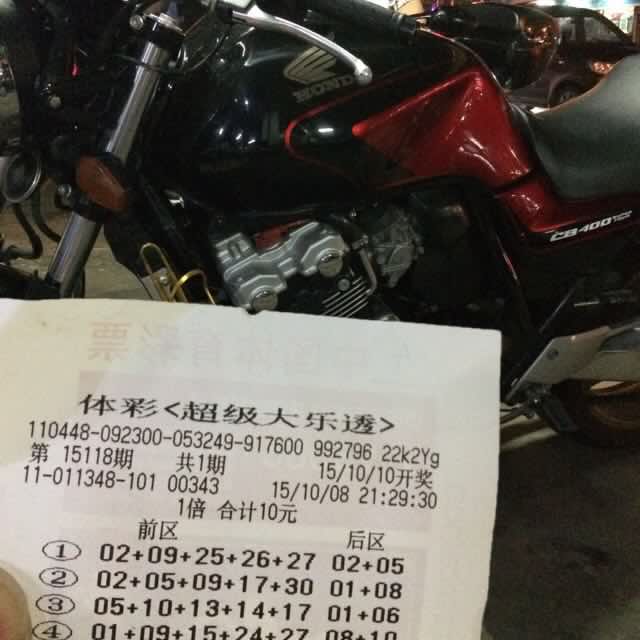 HONDA
CB400
体彩<超级大乐透>
110448-092300-053249-917600 992796 22k2Yg
第 15118期 共1期 15/10/10开奖
11-011348-101 00343 15/10/08 21:29:30
1倍 合计10元
前区 后区
① 02+09+25+26+27 02+05
② 02+05+09+17+30 01+08
③ 05+10+13+14+17 01+06
④ 01+09+15+24+27 08+10